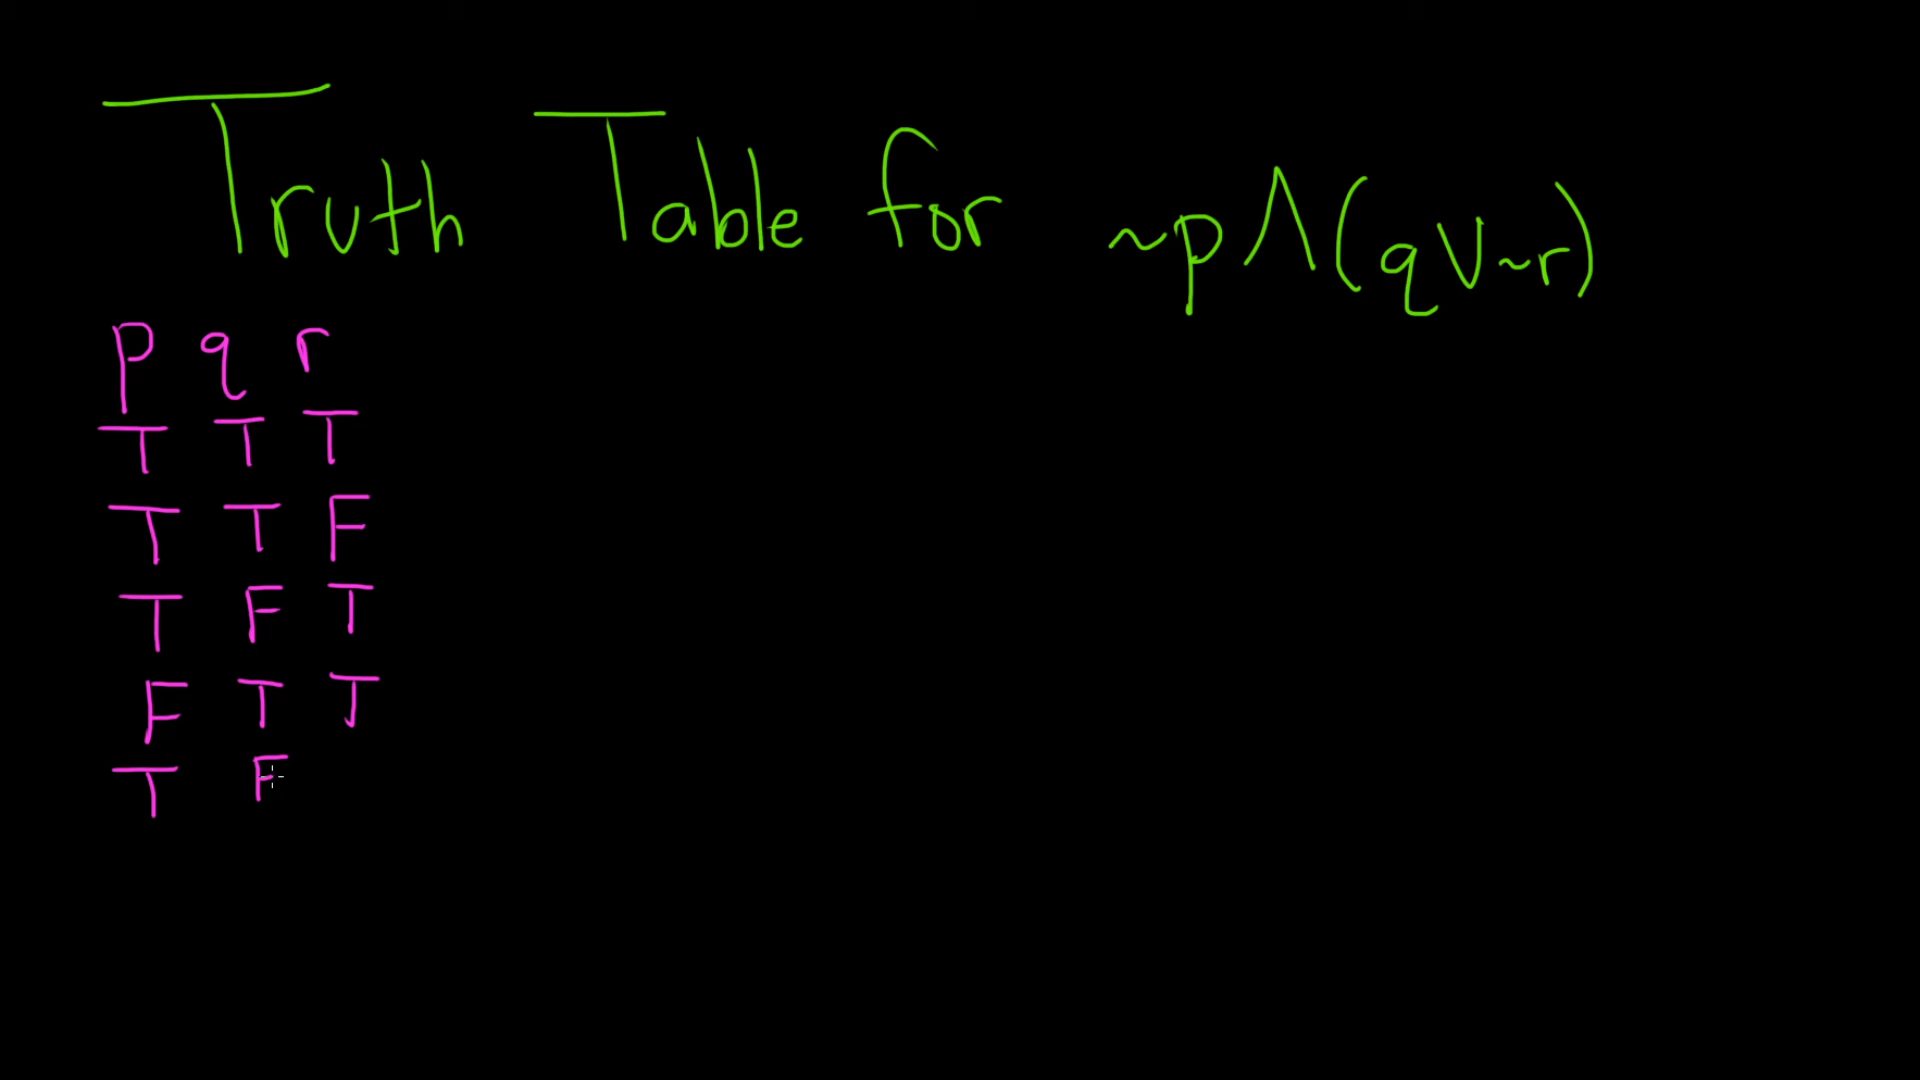 Truth Table for ~p∧(q∨~r)
p q r
T T T
T T F
T F T
F T T
T F